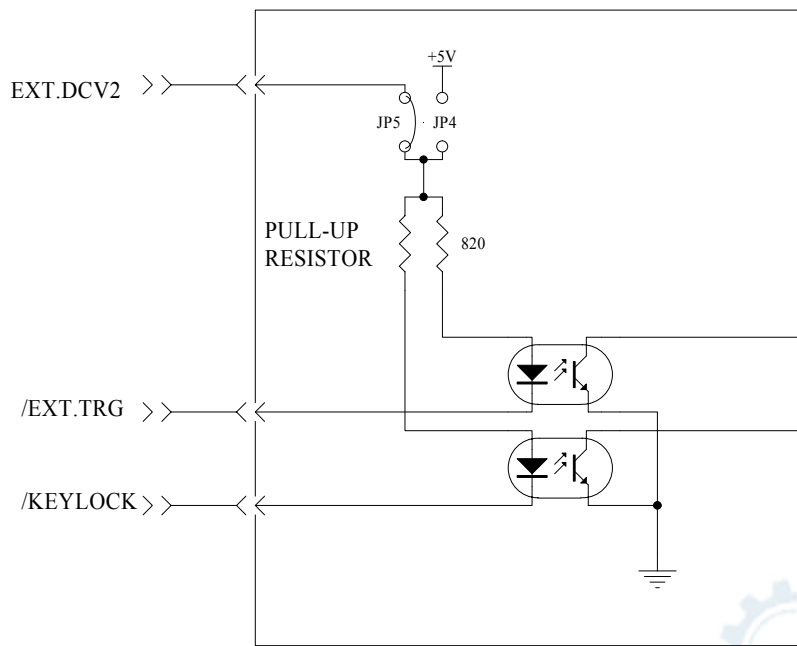 +5V
EXT.DCV2
JP5
JP4
PULL-UP
RESISTOR
820
/EXT.TRG
/KEYLOCK